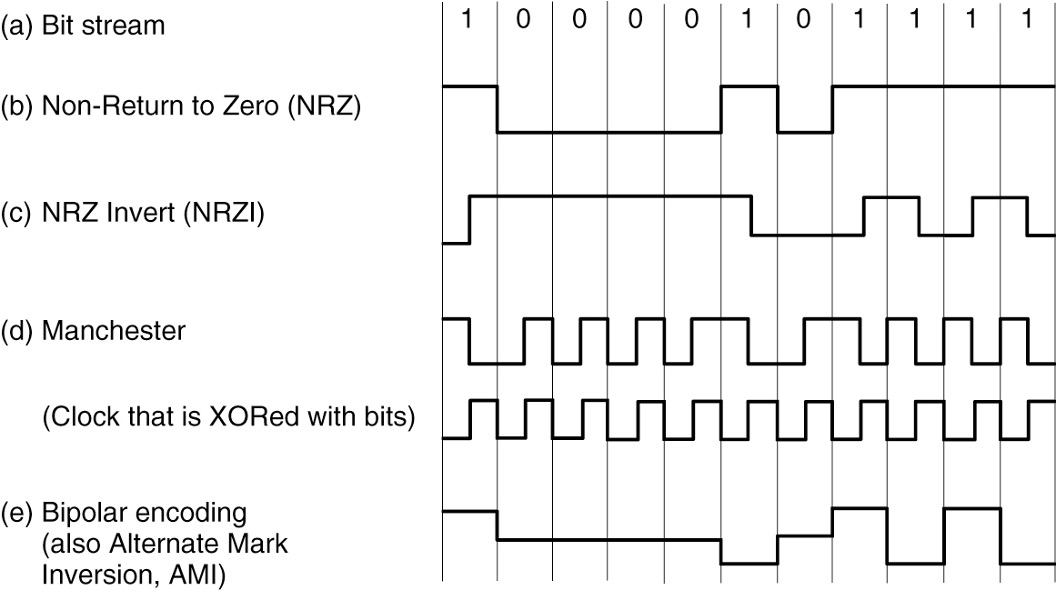 (a) Bit stream 1 0 0 0 0 1 0 1 1 1 1
(b) Non-Return to Zero (NRZ)
(c) NRZ Invert (NRZI)
(d) Manchester
(Clock that is XORed with bits)
(e) Bipolar encoding
(also Alternate Mark
Inversion, AMI)